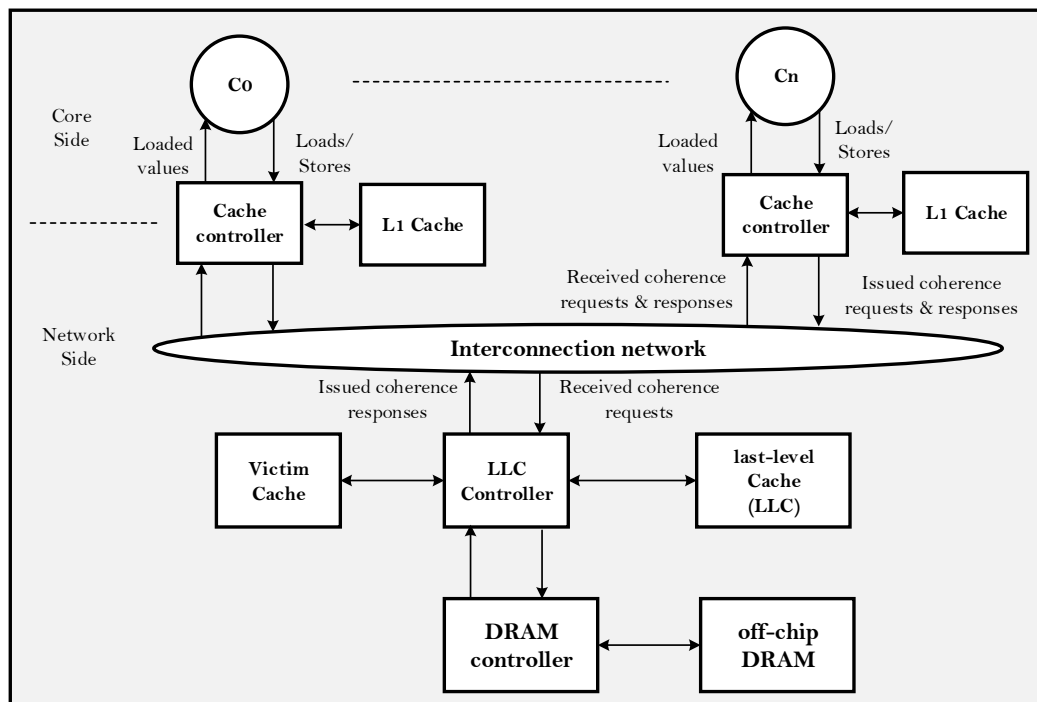 C0
Cn
Core
Side
Loaded
values
Loads/
Stores
Loaded
values
Loads/
Stores
Cache
controller
L1 Cache
Cache
controller
L1 Cache
Received coherence
requests & responses
Issued coherence
requests & responses
Network
Side
Interconnection network
Issued coherence
responses
Received coherence
requests
Victim
Cache
LLC
Controller
last-level
Cache
(LLC)
DRAM
controller
off-chip
DRAM